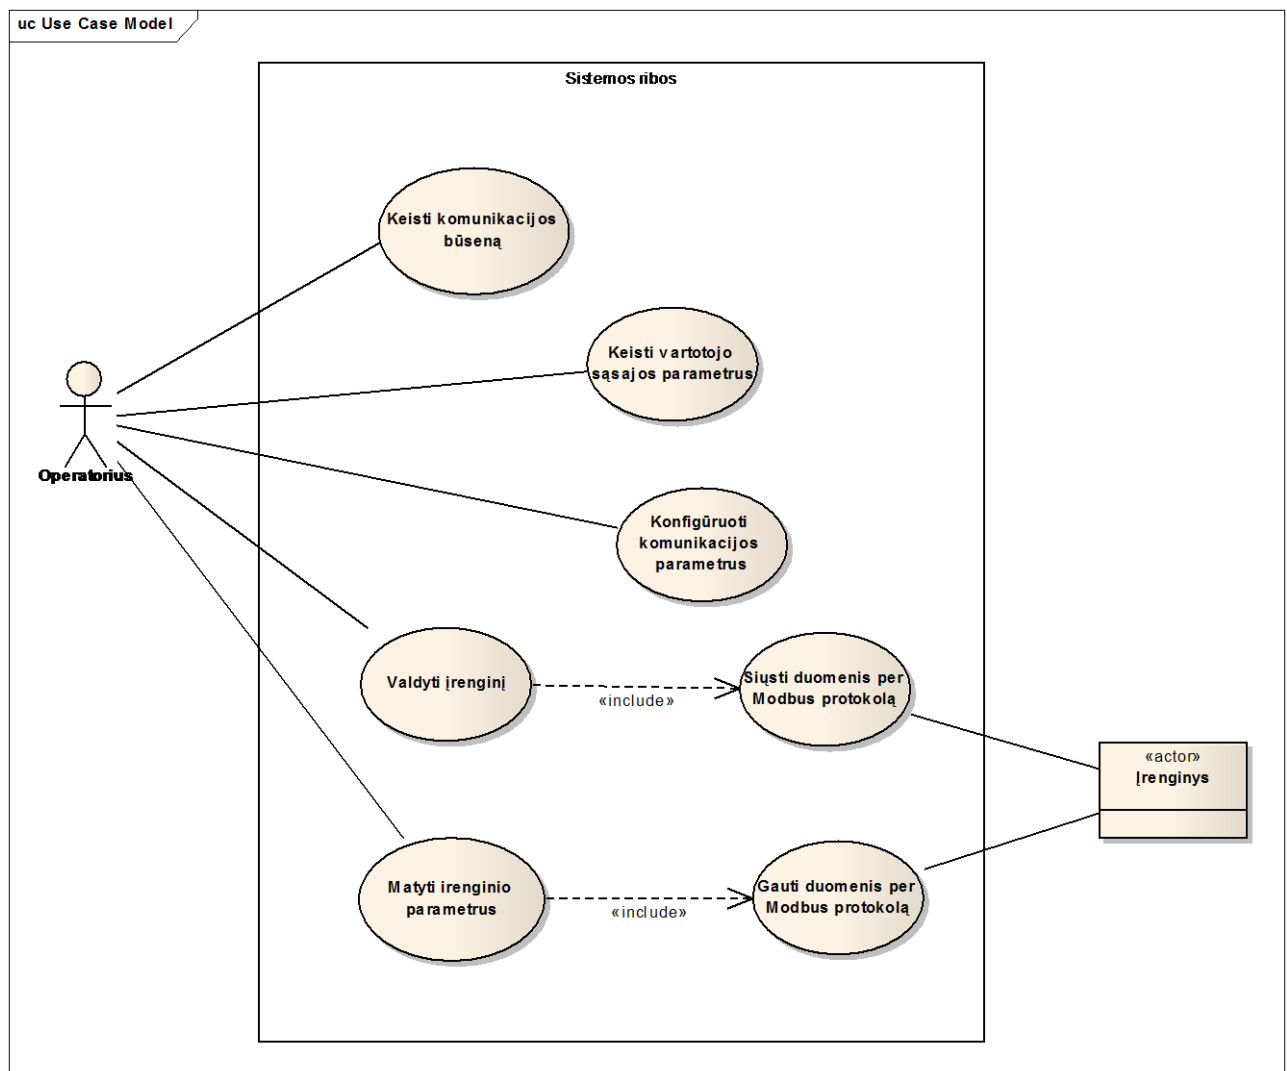 uc Use Case Model
Sistemos ribos
Keisti komunikacijos
būseną
Keisti vartotojo
sąsajos parametrus
Operatorius
Konfigūruoti
komunikacijos
parametrus
Valdyti įrenginį
«include»
Siųsti duomenis per
Modbus protokolą
«actor»
Įrenginys
Matyti irenginio
parametrus
«include»
Gauti duomenis per
Modbus protokolą